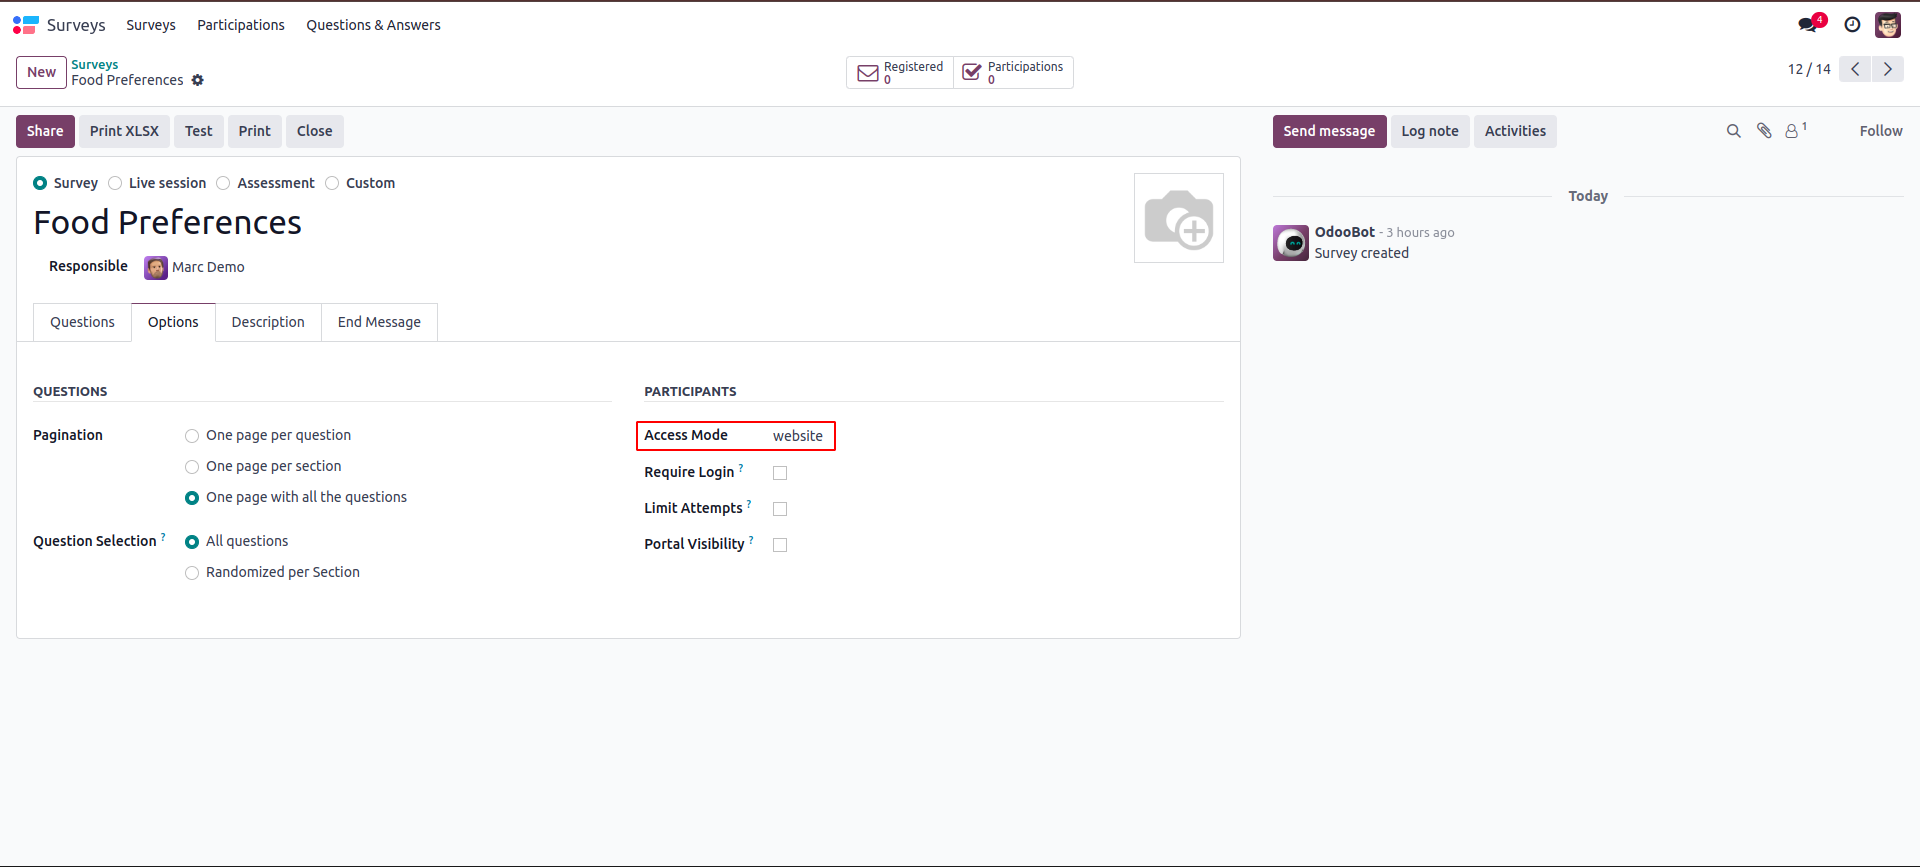 Surveys Surveys Participations Questions & Answers 4
New Surveys
Food Preferences
Registered
0
Participations
0
12 / 14
Share Print XLSX Test Print Close
Send message Log note Activities 1 Follow
Survey Live session Assessment Custom
Food Preferences
Responsible Marc Demo
Questions Options Description End Message
QUESTIONS
Pagination One page per question
One page per section
One page with all the questions
Question Selection ? All questions
Randomized per Section
PARTICIPANTS
Access Mode website
Require Login ?
Limit Attempts ?
Portal Visibility ?
Today
OdooBot - 3 hours ago
Survey created